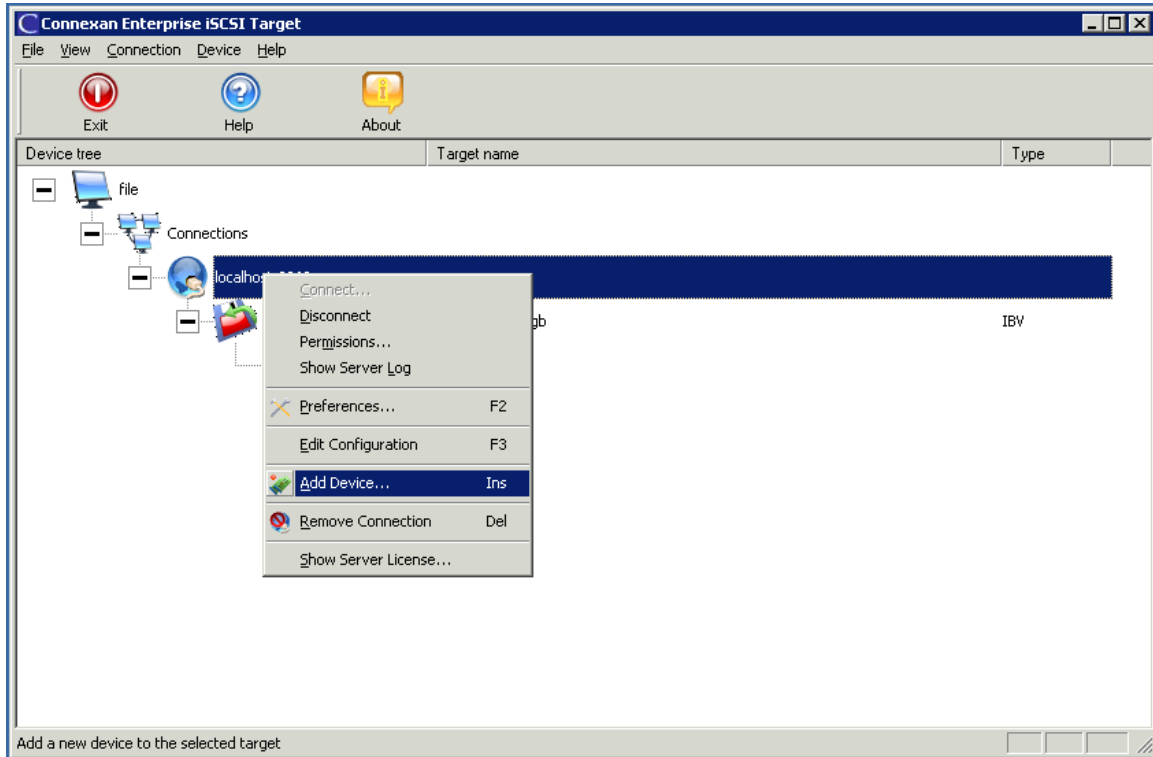 Connexan Enterprise iSCSI Target
File View Connection Device Help
Exit Help About
Device tree Target name Type
file
Connections
Connect...
Disconnect
gb IBV
Permissions...
Show Server Log
Preferences... F2
Edit Configuration F3
Add Device... Ins
Remove Connection Del
Show Server License...
Add a new device to the selected target